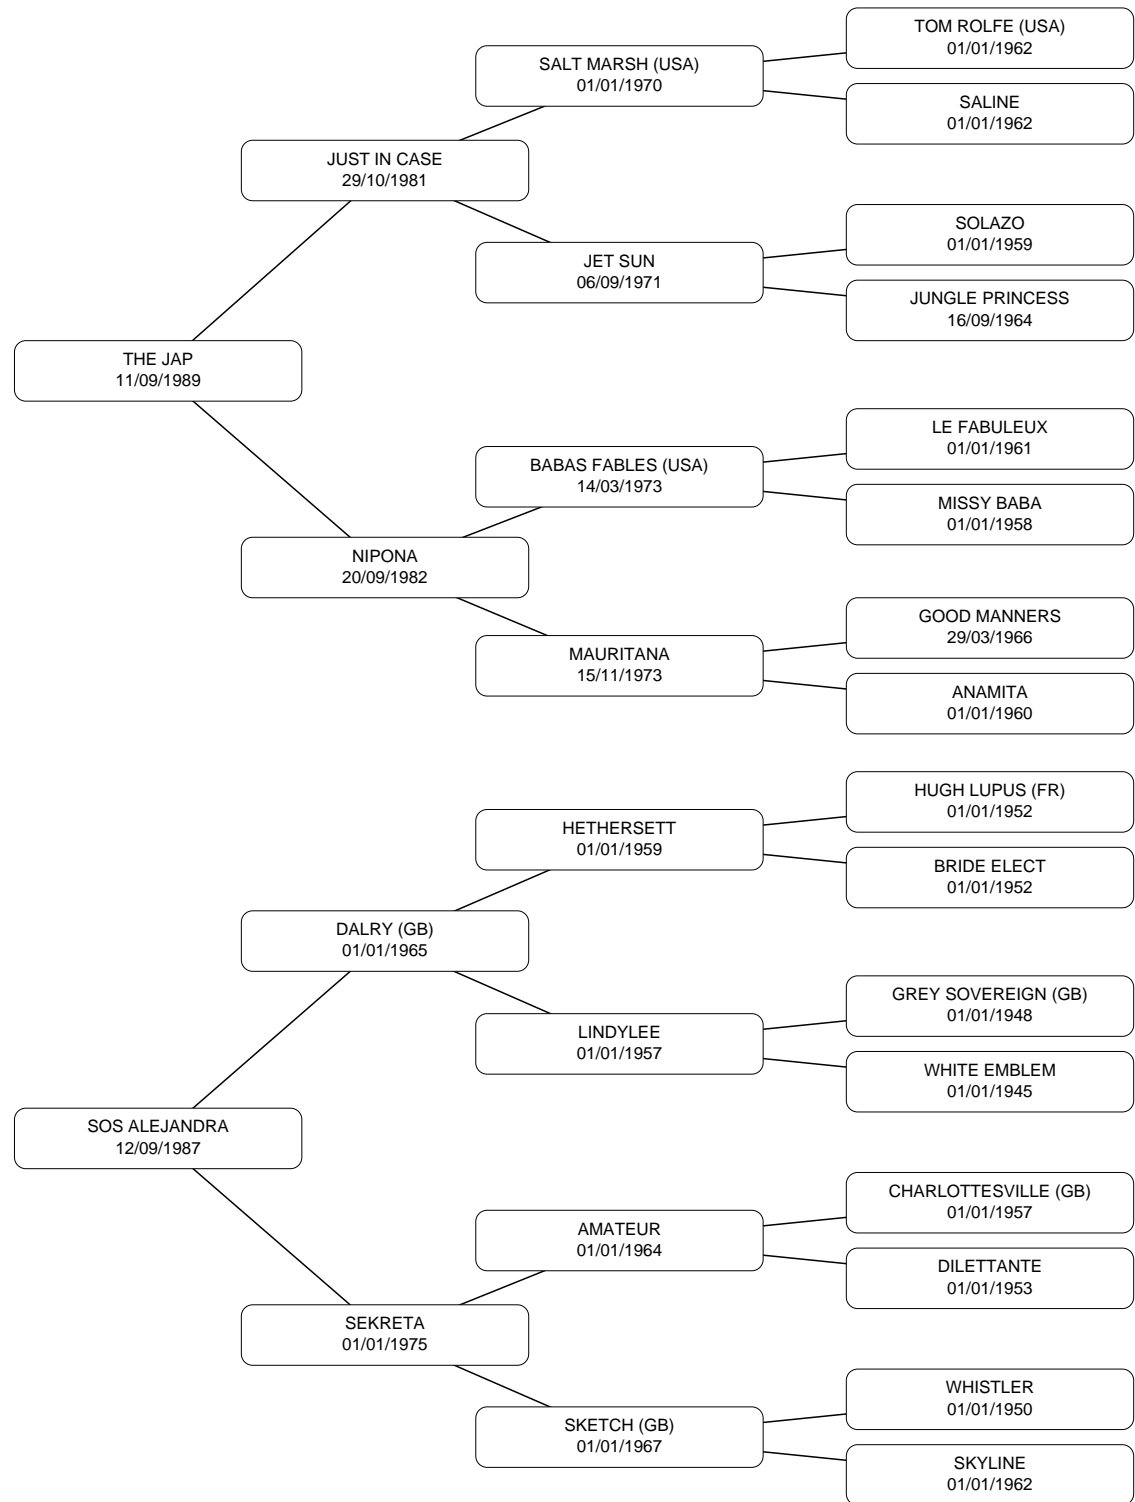 TOM ROLFE (USA)
01/01/1962
SALT MARSH (USA)
01/01/1970
SALINE
01/01/1962
JUST IN CASE
29/10/1981
SOLAZO
01/01/1959
JET SUN
06/09/1971
JUNGLE PRINCESS
16/09/1964
THE JAP
11/09/1989
LE FABULEUX
01/01/1961
BABAS FABLES (USA)
14/03/1973
MISSY BABA
01/01/1958
NIPONA
20/09/1982
GOOD MANNERS
29/03/1966
MAURITANA
15/11/1973
ANAMITA
01/01/1960
HUGH LUPUS (FR)
01/01/1952
HETHERSETT
01/01/1959
BRIDE ELECT
01/01/1952
DALRY (GB)
01/01/1965
GREY SOVEREIGN (GB)
01/01/1948
LINDYLEE
01/01/1957
WHITE EMBLEM
01/01/1945
SOS ALEJANDRA
12/09/1987
CHARLOTTESVILLE (GB)
01/01/1957
AMATEUR
01/01/1964
DILETTANTE
01/01/1953
SEKRETA
01/01/1975
WHISTLER
01/01/1950
SKETCH (GB)
01/01/1967
SKYLINE
01/01/1962